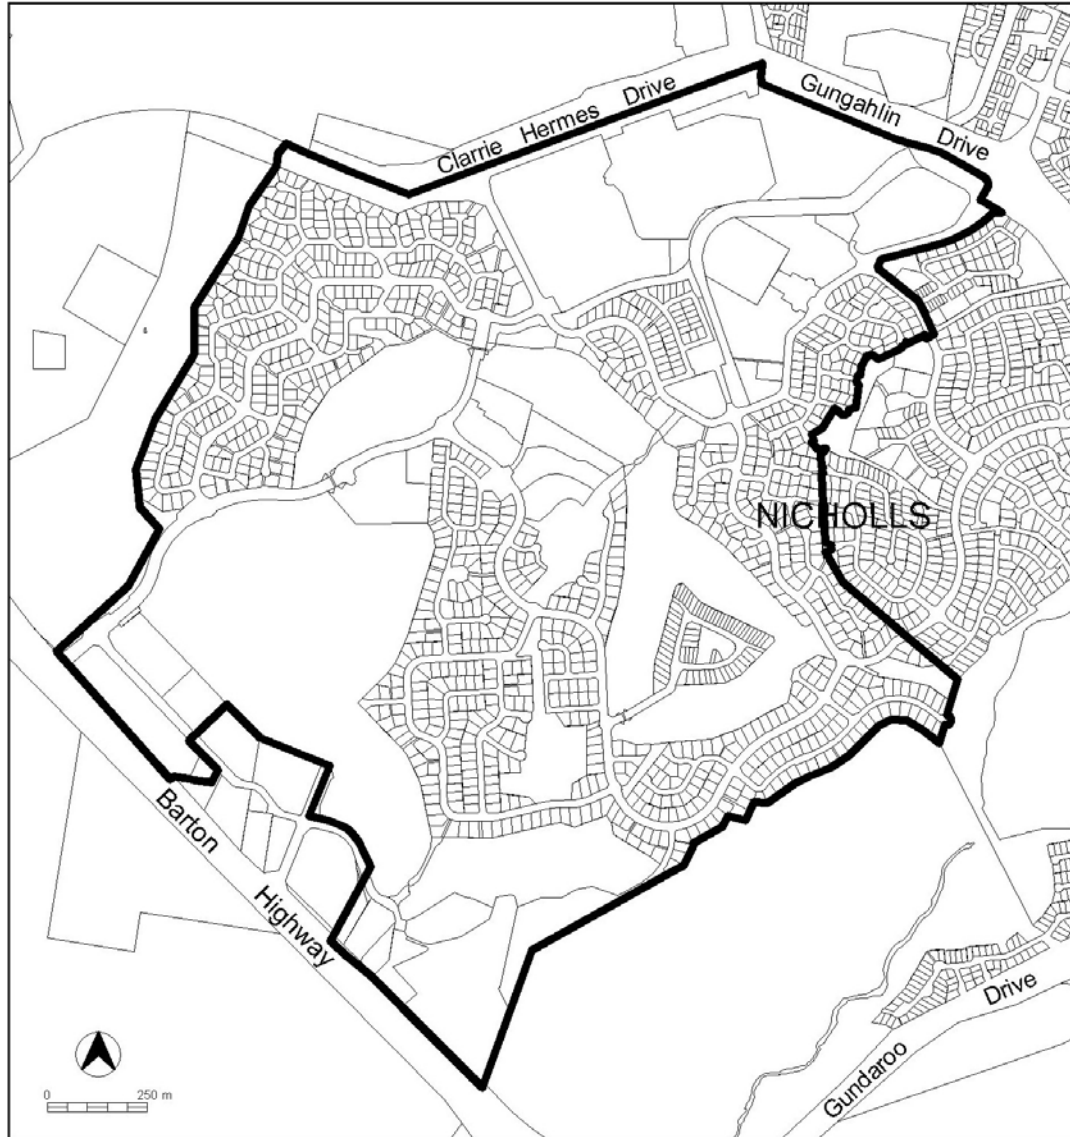 Clarrie Hermes Drive
Gungahlin Drive
NICHOLLS
Barton Highway
Gundaroo Drive
0 250 m